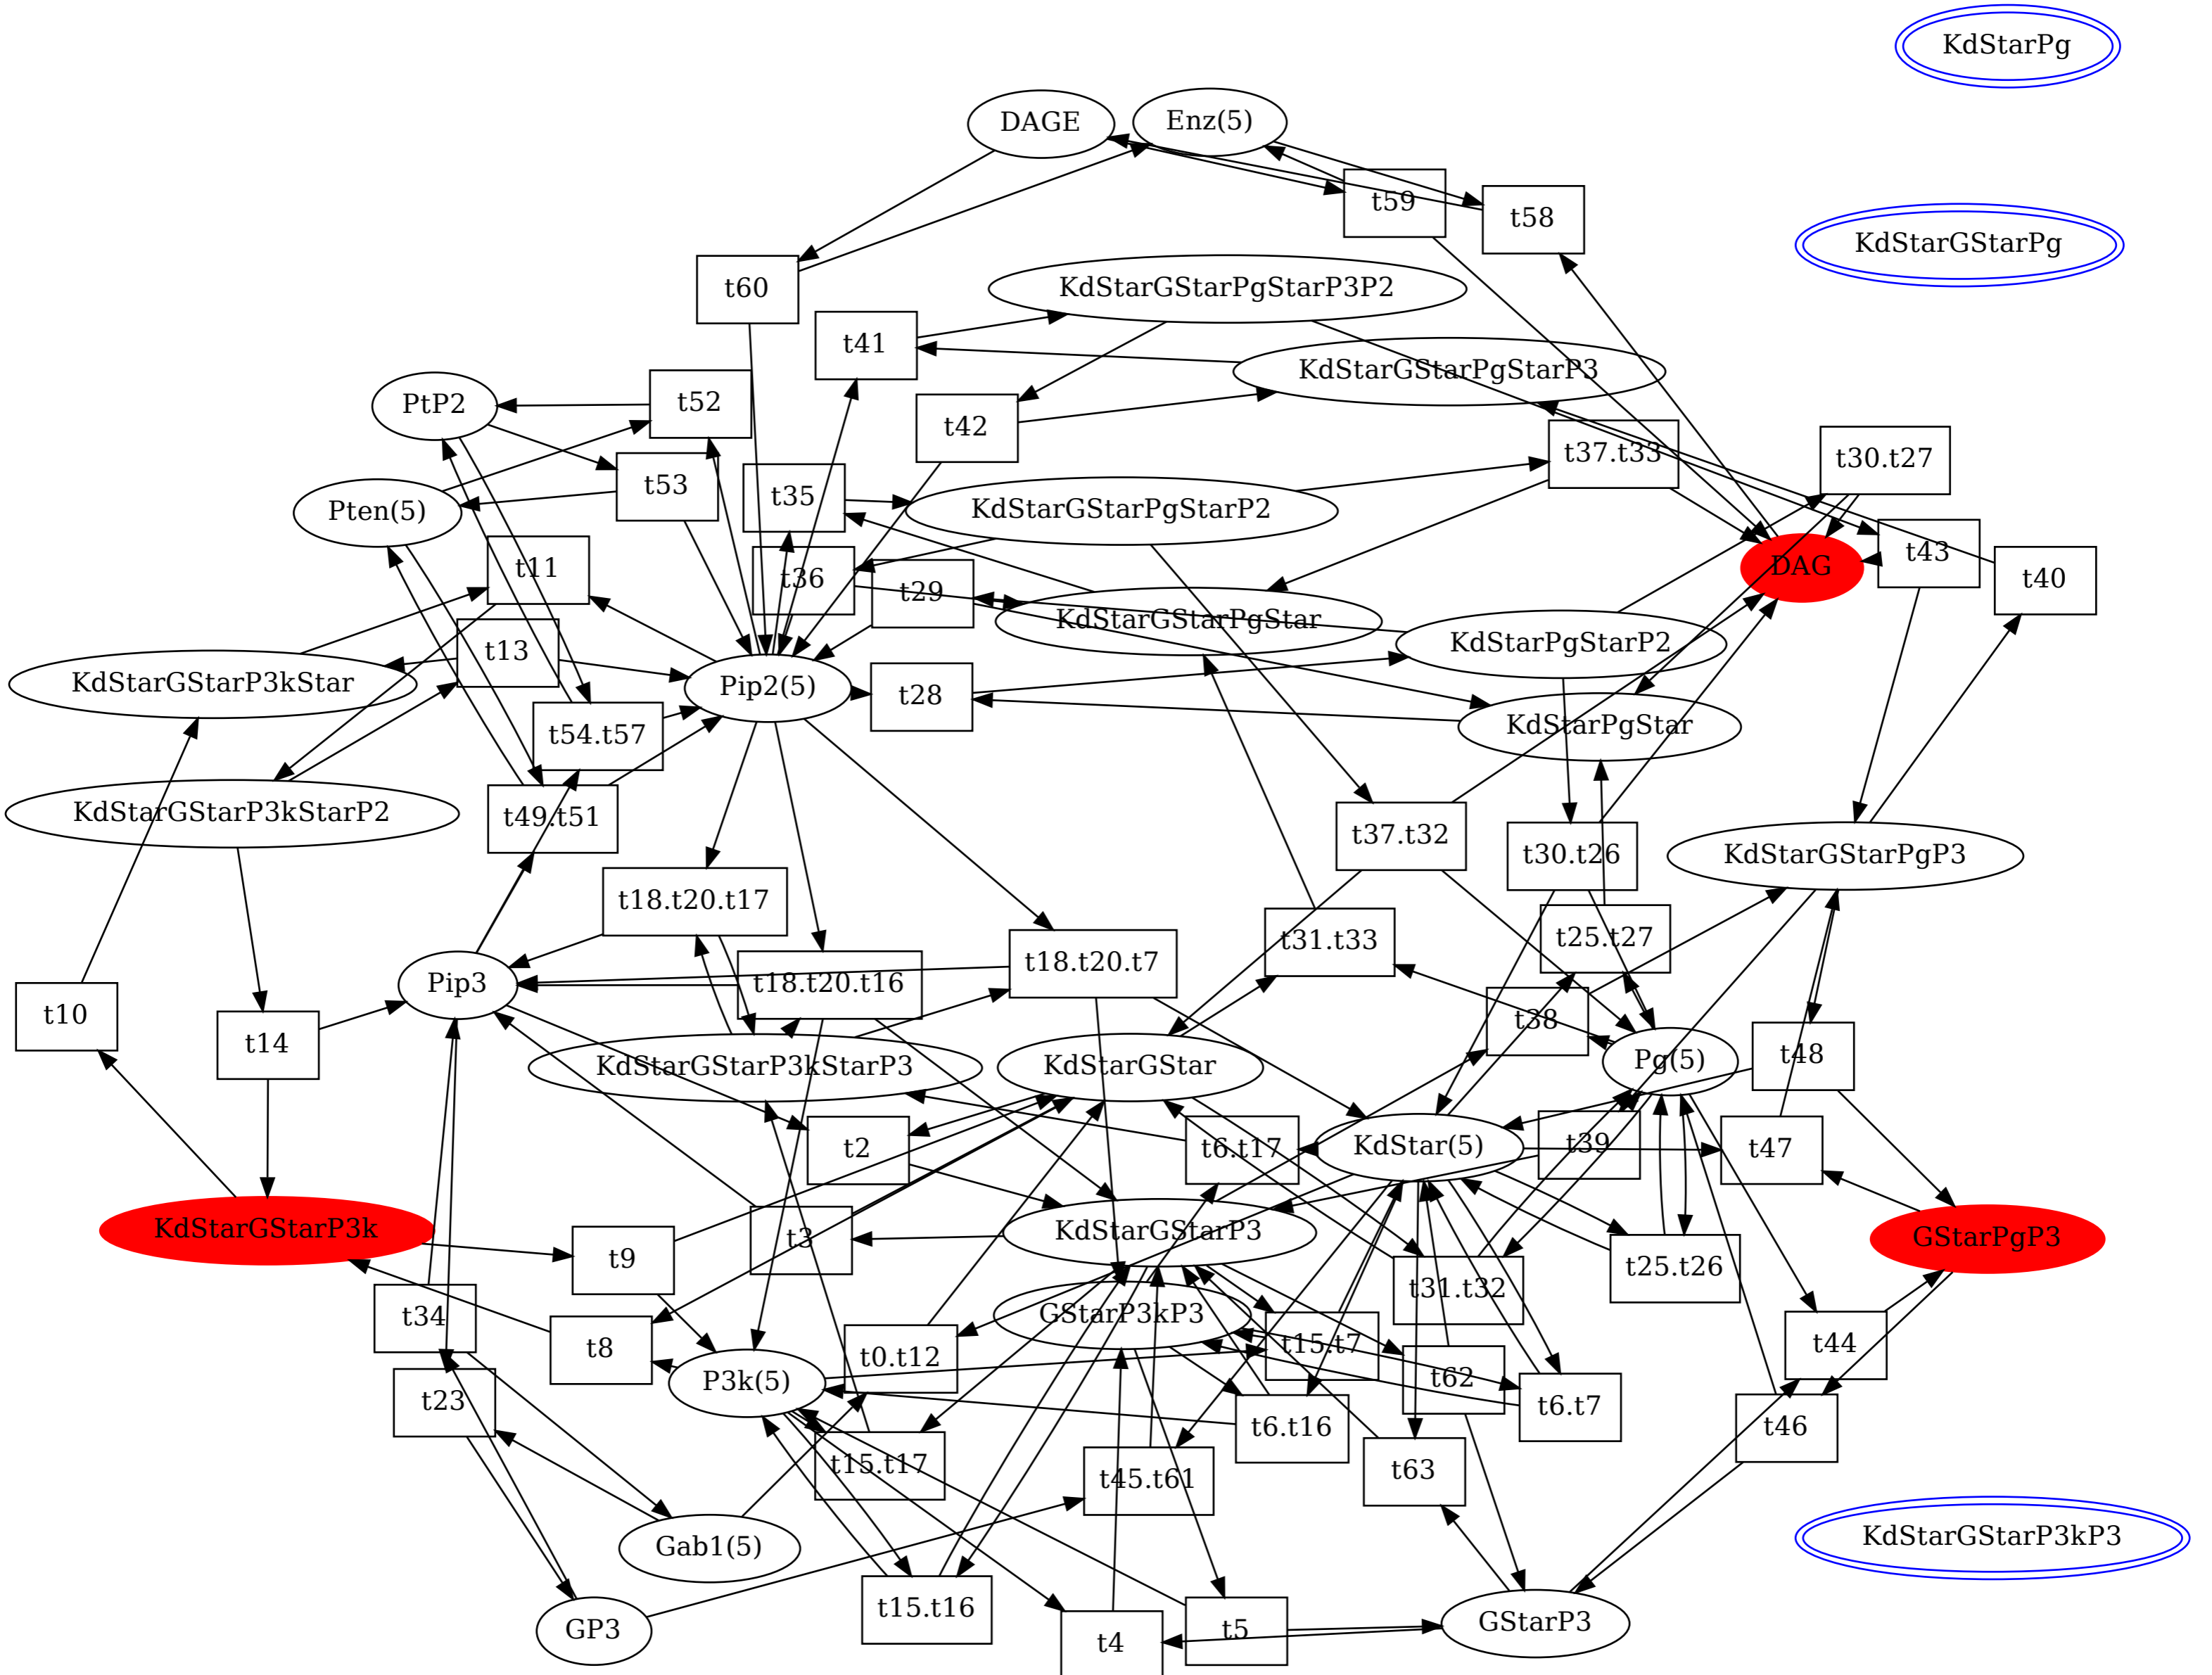 KdStarPg
DAGE
Enz(5)
t59
t58
KdStarGStarPg
t60
KdStarGStarPgStarP3P2
t41
KdStarGStarPgStarP3
PtP2
t52
t42
t37.t33
t30.t27
t53
t35
Pten(5)
KdStarGStarPgStarP2
t43
t11
t36
t29
DAG
t40
KdStarGStarPgStar
t13
KdStarPgStarP2
KdStarGStarP3kStar
Pip2(5)
t28
t54.t57
KdStarPgStar
KdStarGStarP3kStarP2
t49.t51
t37.t32
t30.t26
KdStarGStarPgP3
t18.t20.t17
t31.t33
t25.t27
t18.t20.t7
Pip3
t18.t20.t16
t10
t14
t38
KdStarGStarP3kStarP3
KdStarGStar
Pg(5)
t48
t2
t6.t17
KdStar(5)
t39
t47
KdStarGStarP3k
t9
t3
KdStarGStarP3
GStarPgP3
t25.t26
t34
GStarP3kP3
t31.t32
t8
t15.t7
t44
t0.t12
P3k(5)
t62
t23
t6.t7
t6.t16
t46
t15.t17
t45.t61
t63
Gab1(5)
KdStarGStarP3kP3
t15.t16
GP3
t4
t5
GStarP3